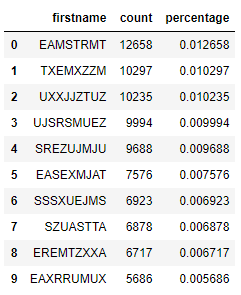 firstname count percentage
0 EAMSTRMT 12658 0.012658
1 TXEMXZZM 10297 0.010297
2 UXXJJZTUZ 10235 0.010235
3 UJSRSMUEZ 9994 0.009994
4 SREZUJMJU 9688 0.009688
5 EASEXMJAT 7576 0.007576
6 SSSXUEJMS 6923 0.006923
7 SZUASTTA 6878 0.006878
8 EREMTZXXA 6717 0.006717
9 EAXRRUMUX 5686 0.005686